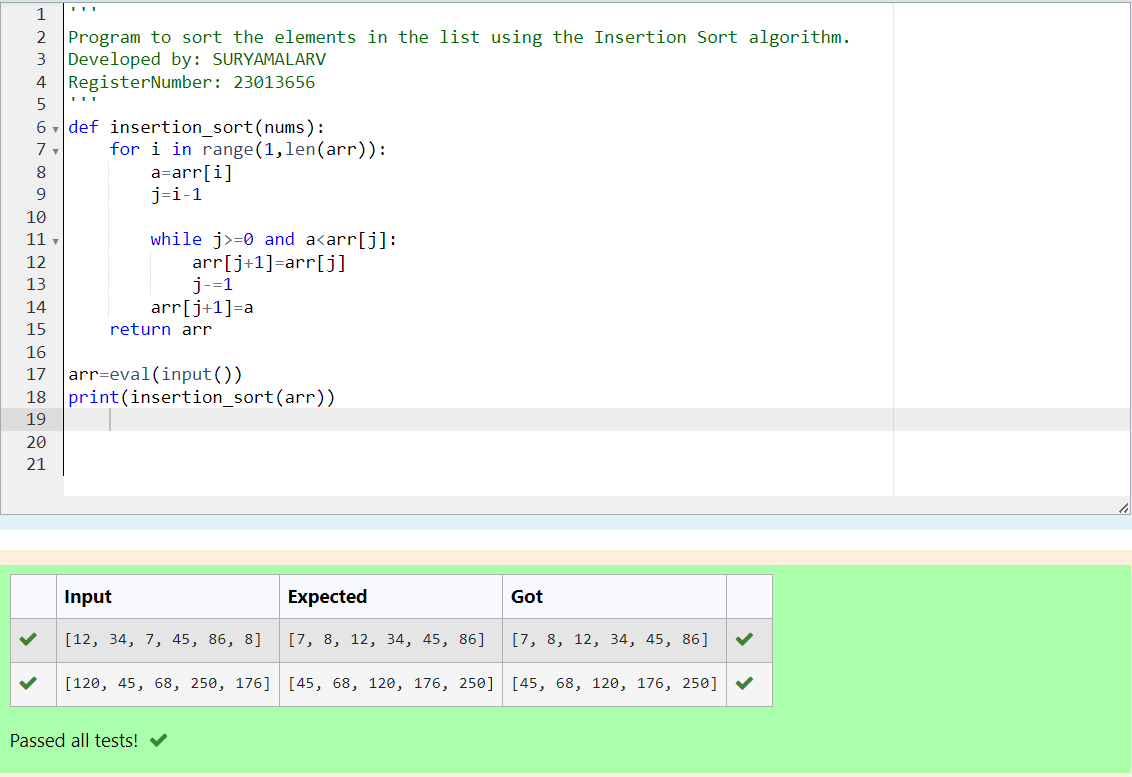 1 '''
2 Program to sort the elements in the list using the Insertion Sort algorithm.
3 Developed by: SURYAMALARV
4 RegisterNumber: 23013656
5 '''
6 def insertion_sort(nums):
7     for i in range(1,len(arr)):
8         a=arr[i]
9         j=i-1
10
11         while j>=0 and a<arr[j]:
12             arr[j+1]=arr[j]
13             j-=1
14         arr[j+1]=a
15     return arr
16
17 arr=eval(input())
18 print(insertion_sort(arr))
19
20
21
Input Expected Got
[12, 34, 7, 45, 86, 8] [7, 8, 12, 34, 45, 86] [7, 8, 12, 34, 45, 86]
[120, 45, 68, 250, 176] [45, 68, 120, 176, 250] [45, 68, 120, 176, 250]
Passed all tests!